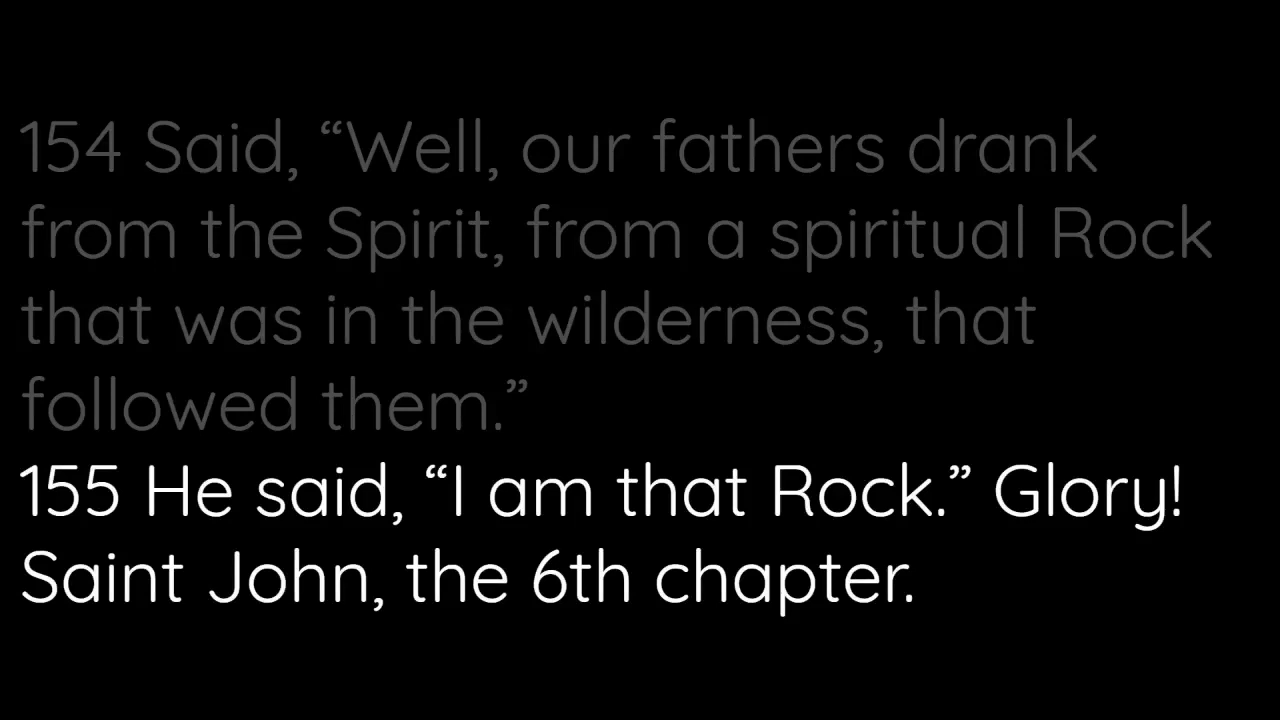 154 Said, “Well, our fathers drank
from the Spirit, from a spiritual Rock
that was in the wilderness, that
followed them.”
155 He said, “I am that Rock.” Glory!
Saint John, the 6th chapter.